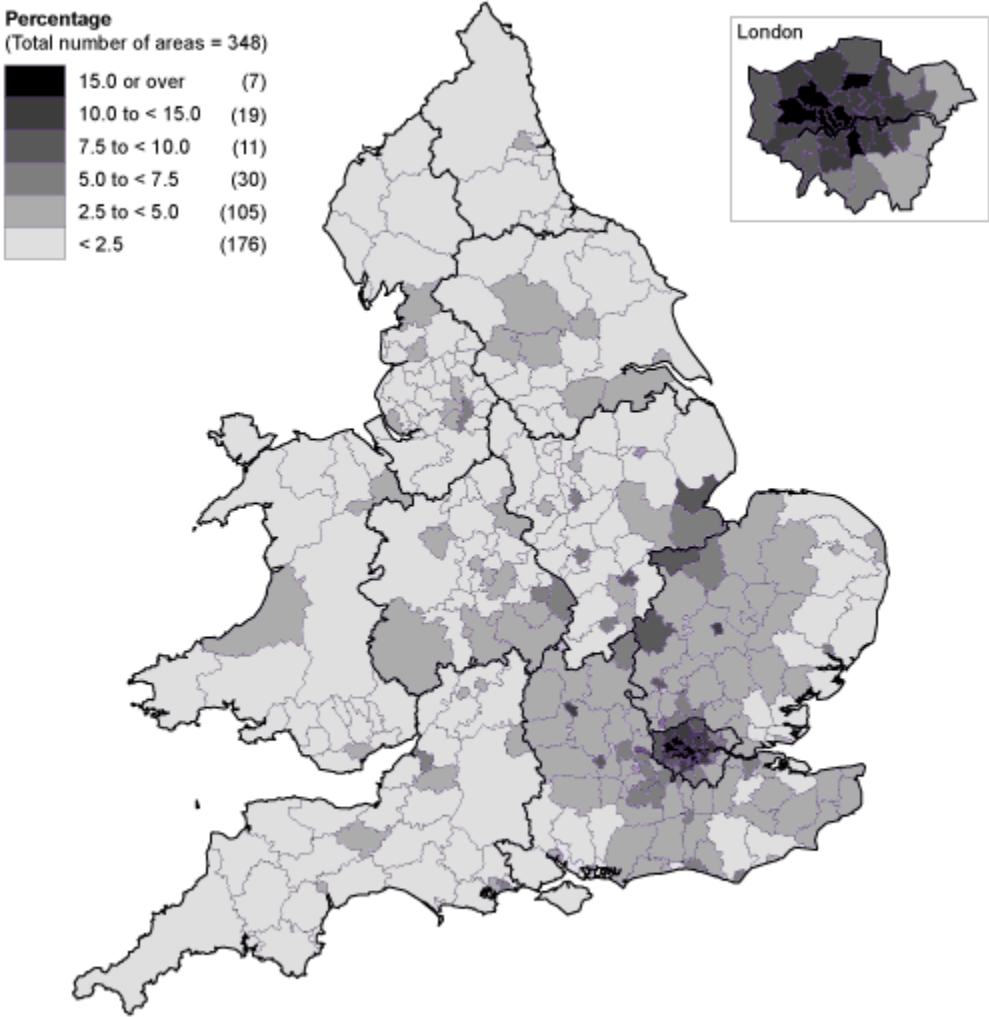 Percentage
(Total number of areas = 348)
15.0 or over (7)
10.0 to < 15.0 (19)
7.5 to < 10.0 (11)
5.0 to < 7.5 (30)
2.5 to < 5.0 (105)
< 2.5 (176)
London